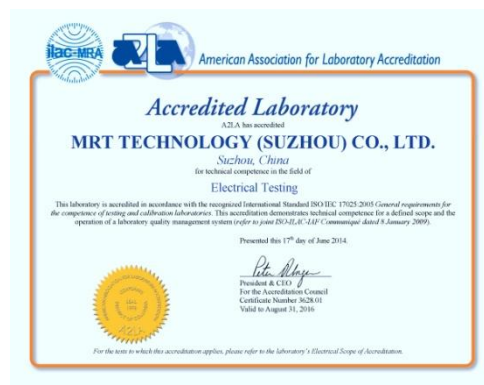 ilac-MRA
A2LA
American Association for Laboratory Accreditation
Accredited Laboratory
A2LA has accredited
MRT TECHNOLOGY (SUZHOU) CO., LTD.
Suzhou, China
for technical competence in the field of
Electrical Testing
This laboratory is accredited in accordance with the recognized International Standard ISO/IEC 17025:2005 General requirements for
the competence of testing and calibration laboratories. This accreditation demonstrates technical competence for a defined scope and the
operation of a laboratory quality management system (refer to joint ISO-ILAC-IAF Communiqué dated 8 January 2009).
Presented this 17th day of June 2014.
President & CEO
For the Accreditation Council
Certificate Number 3628.01
Valid to August 31, 2016
A2LA
For the tests to which this accreditation applies, please refer to the laboratory's Electrical Scope of Accreditation.